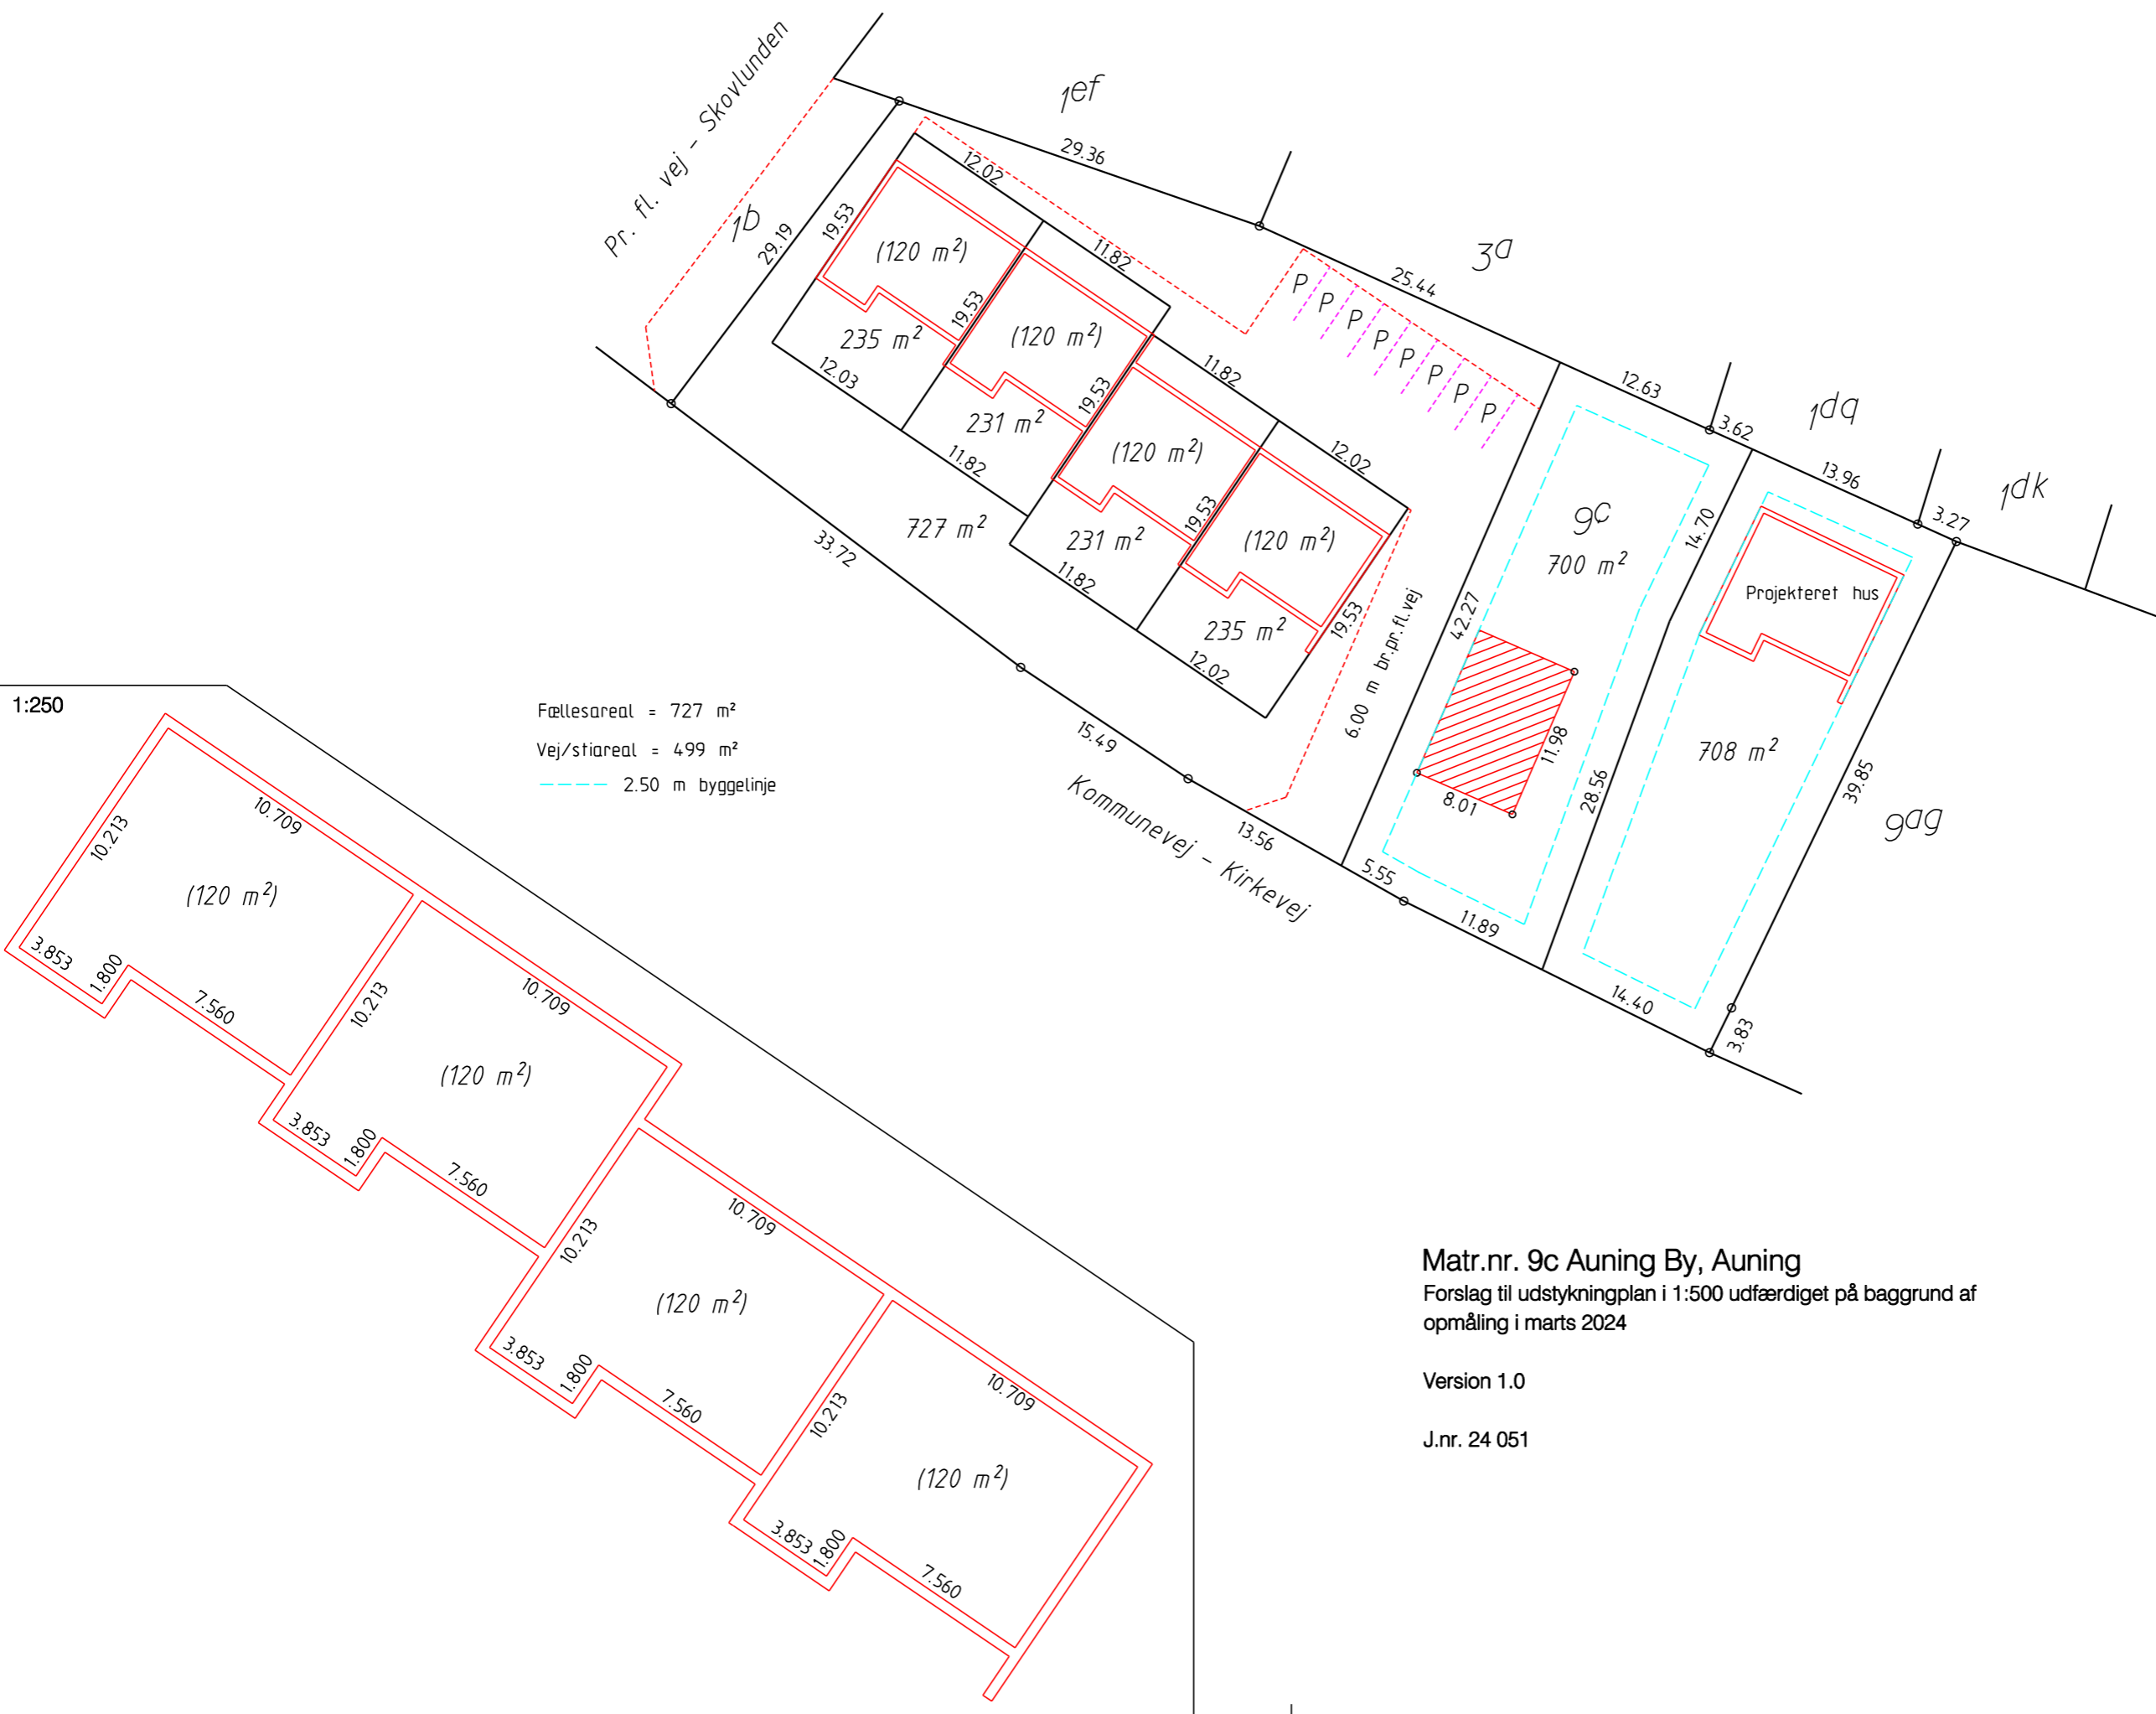 Pr. fl. vej - Skovlunden
1ef
29.36
12.02
1b
29.19
19.53
(120 m²)
11.82
3a
25.44
P
P
P
P
P
P
P
P
235 m²
19.53
(120 m²)
12.03
11.82
12.63
3.62
1dq
13.96
1dk
3.27
231 m²
19.53
(120 m²)
12.02
11.82
727 m²
33.72
19.53
(120 m²)
231 m²
11.82
235 m²
19.53
12.02
9c
700 m²
14.70
Projekteret hus
42.27
6.00 m br.pr.fl.vej
11.98
8.01
28.56
708 m²
39.85
9ag
15.49
Kommunevej - Kirkevej
13.56
5.55
11.89
14.40
3.83
1:250
Fællesareal = 727 m²
Vej/stiareal = 499 m²
2.50 m byggelinje
10.709
10.213
(120 m²)
3.853
1.800
7.560
10.709
10.213
(120 m²)
3.853
1.800
7.560
10.709
10.213
(120 m²)
3.853
1.800
7.560
10.709
10.213
(120 m²)
3.853
1.800
7.560
Matr.nr. 9c Auning By, Auning
Forslag til udstykningplan i 1:500 udfærdiget på baggrund af
opmåling i marts 2024
Version 1.0
J.nr. 24 051